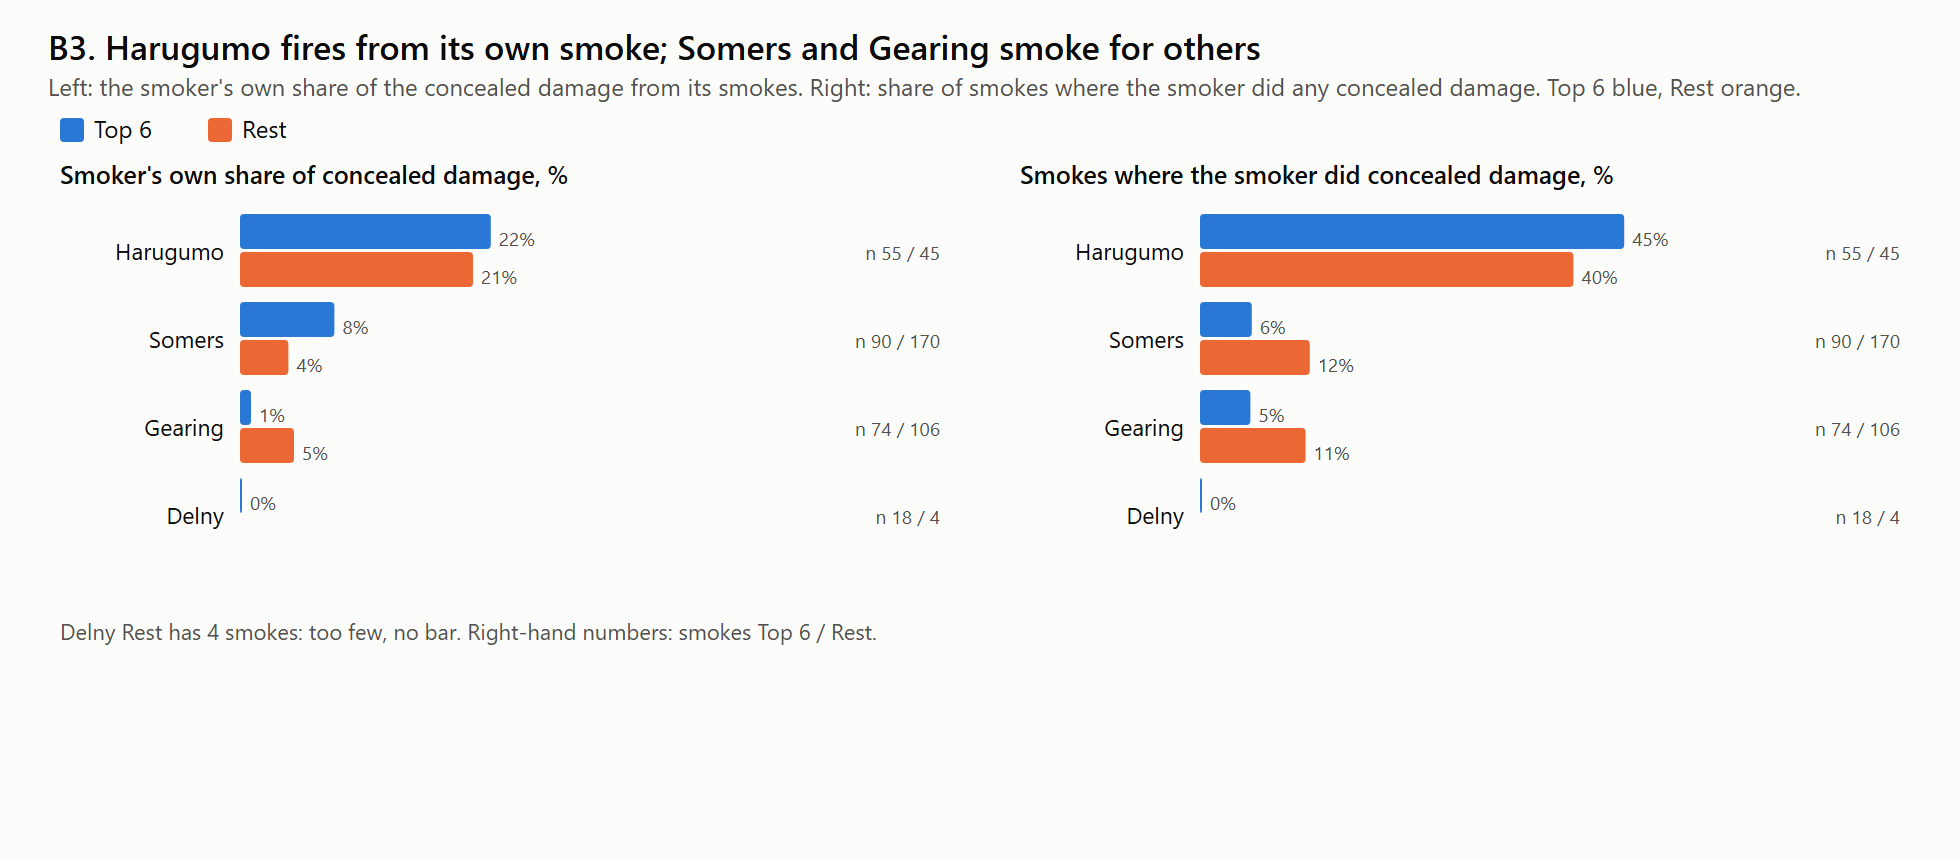 B3. Harugumo fires from its own smoke; Somers and Gearing smoke for others
Left: the smoker's own share of the concealed damage from its smokes. Right: share of smokes where the smoker did any concealed damage. Top 6 blue, Rest orange.
Top 6 Rest
Smoker's own share of concealed damage, %
Harugumo 22% 21% n 55 / 45
Somers 8% 4% n 90 / 170
Gearing 1% 5% n 74 / 106
Delny 0% n 18 / 4
Smokes where the smoker did concealed damage, %
Harugumo 45% 40% n 55 / 45
Somers 6% 12% n 90 / 170
Gearing 5% 11% n 74 / 106
Delny 0% n 18 / 4
Delny Rest has 4 smokes: too few, no bar. Right-hand numbers: smokes Top 6 / Rest.